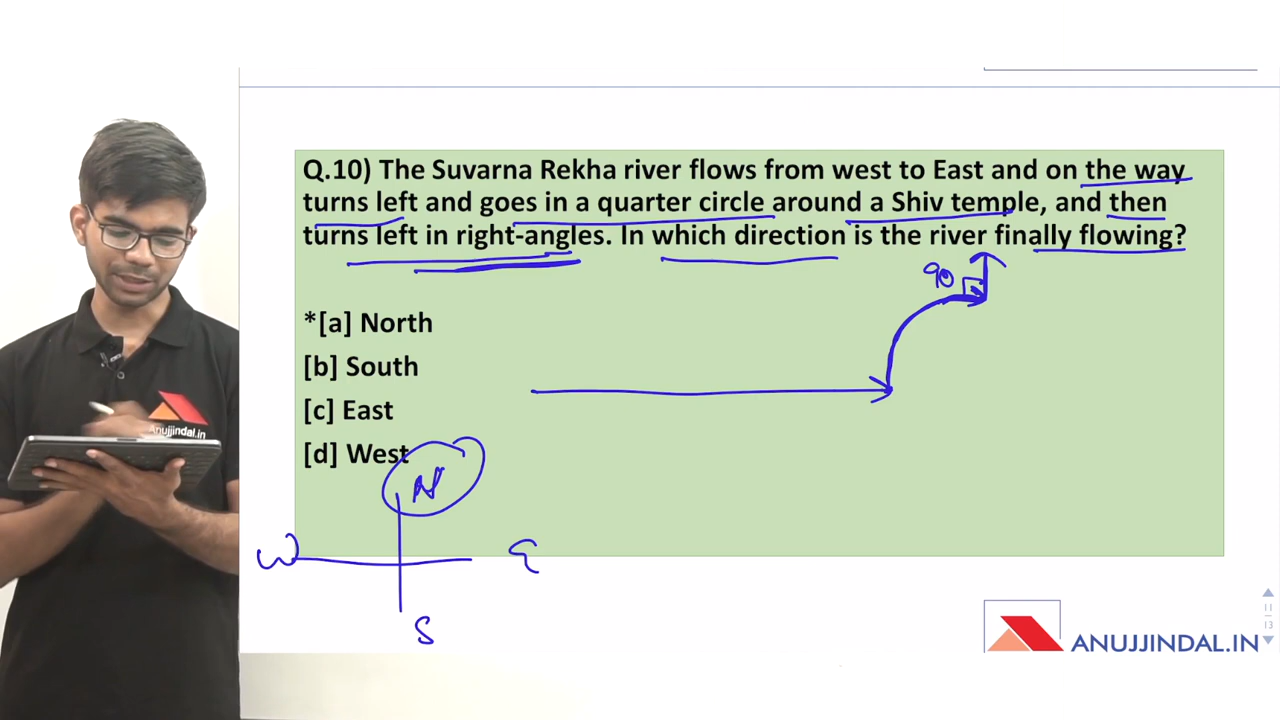 Q.10) The Suvarna Rekha river flows from west to East and on the way
turns left and goes in a quarter circle around a Shiv temple, and then
turns left in right-angles. In which direction is the river finally flowing?
90
*[a] North
[b] South
[c] East
[d] West
N
W
E
S
Anujjindal.in
11
13
ANUJJINDAL.IN